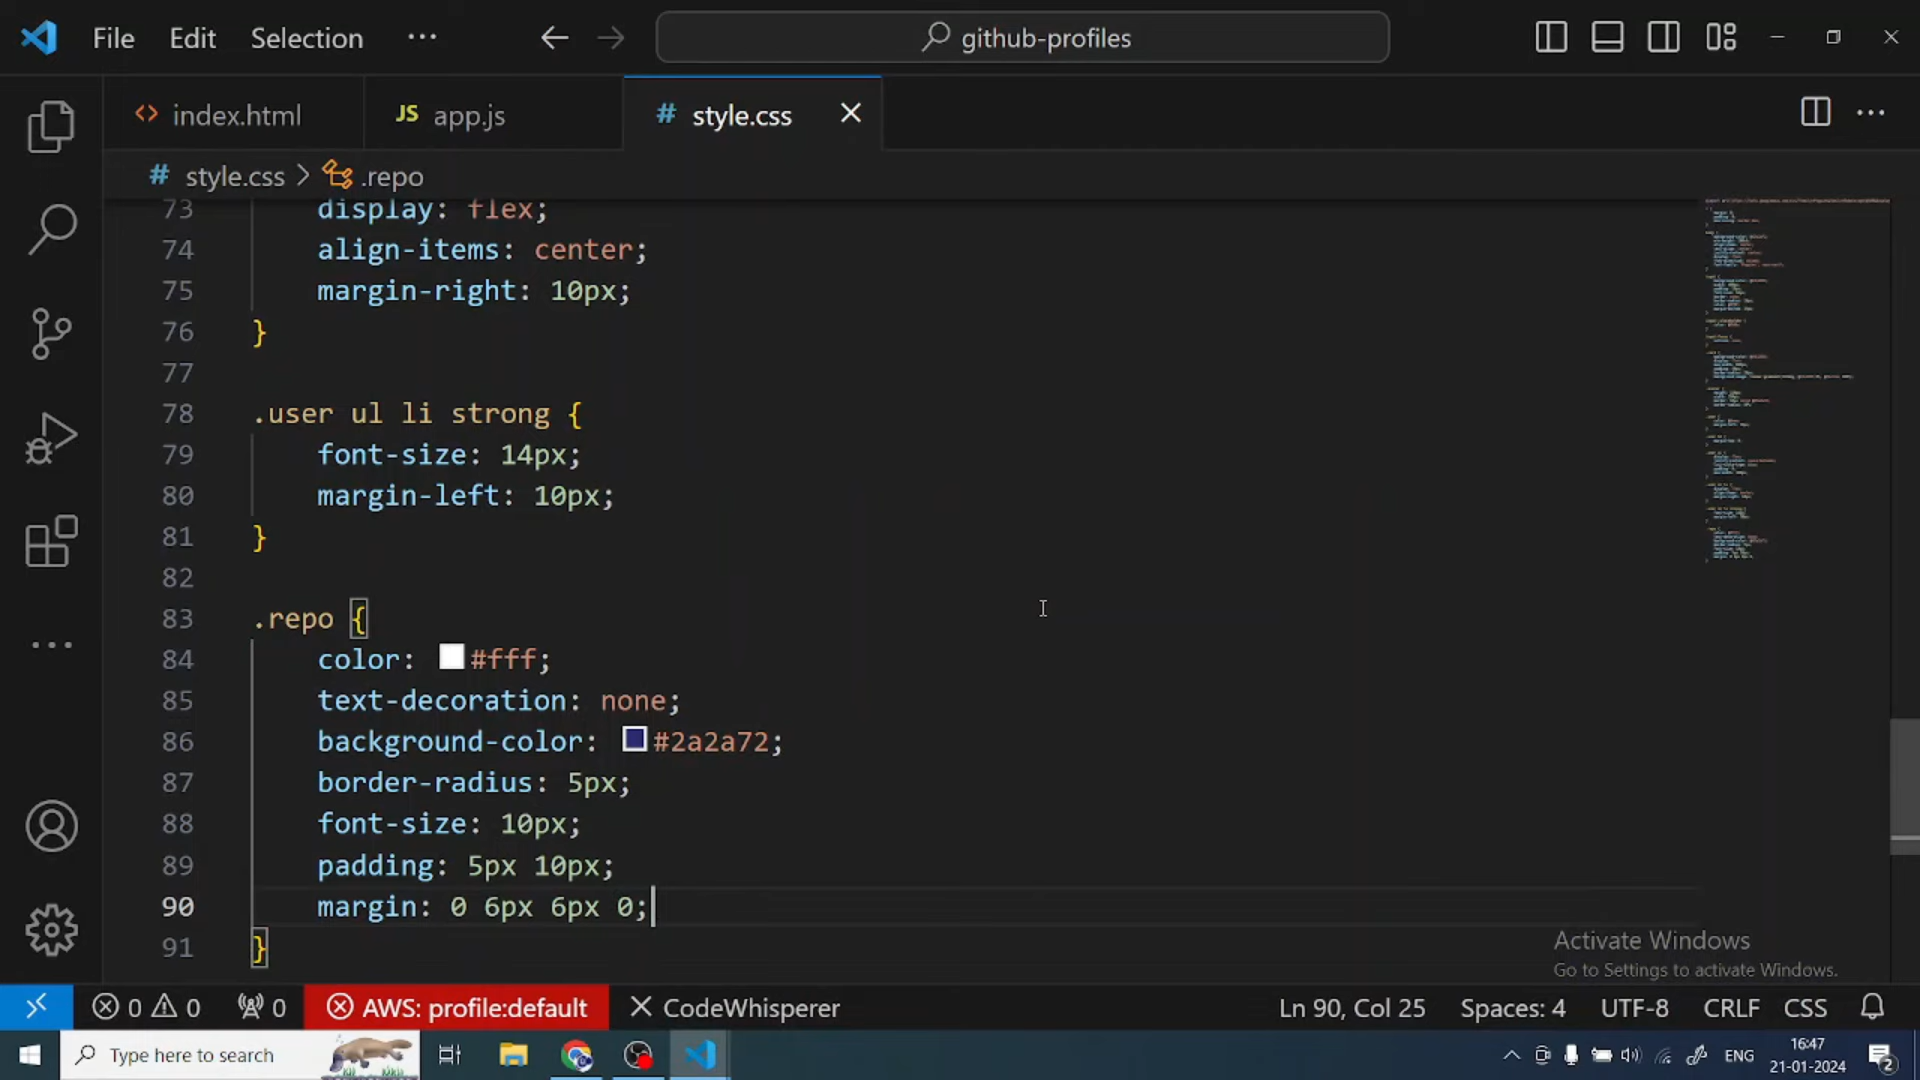 File Edit Selection ··· github-profiles
index.html JS app.js # style.css
# style.css > .repo
73 display: flex;
74 align-items: center;
75 margin-right: 10px;
76 }
77
78 .user ul li strong {
79 font-size: 14px;
80 margin-left: 10px;
81 }
82
83 .repo {
84 color: #fff;
85 text-decoration: none;
86 background-color: #2a2a72;
87 border-radius: 5px;
88 font-size: 10px;
89 padding: 5px 10px;
90 margin: 0 6px 6px 0;
91 }
Activate Windows
Go to Settings to activate Windows.
0 0 0 AWS: profile:default CodeWhisperer Ln 90, Col 25 Spaces: 4 UTF-8 CRLF CSS
Type here to search ENG 16:47
21-01-2024 2